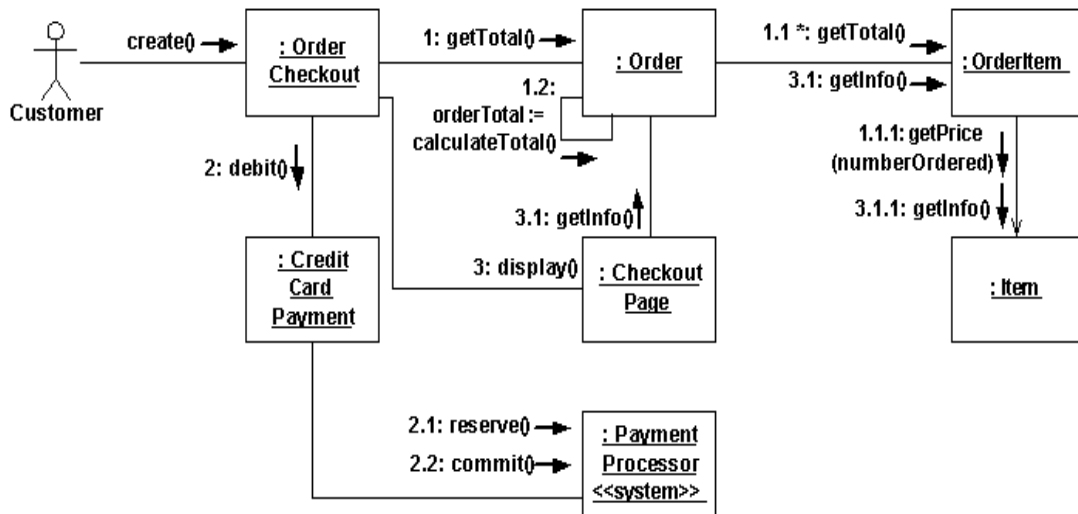 create()
: Order
Checkout
1: getTotal()
: Order
1.1 *: getTotal()
3.1: getInfo()
: OrderItem
Customer
1.2:
orderTotal :=
calculateTotal()
1.1.1: getPrice
(numberOrdered)
2: debit()
3.1: getInfo()
3.1.1: getInfo()
: Credit
Card
Payment
3: display()
: Checkout
Page
: Item
2.1: reserve()
2.2: commit()
: Payment
Processor
<<system>>